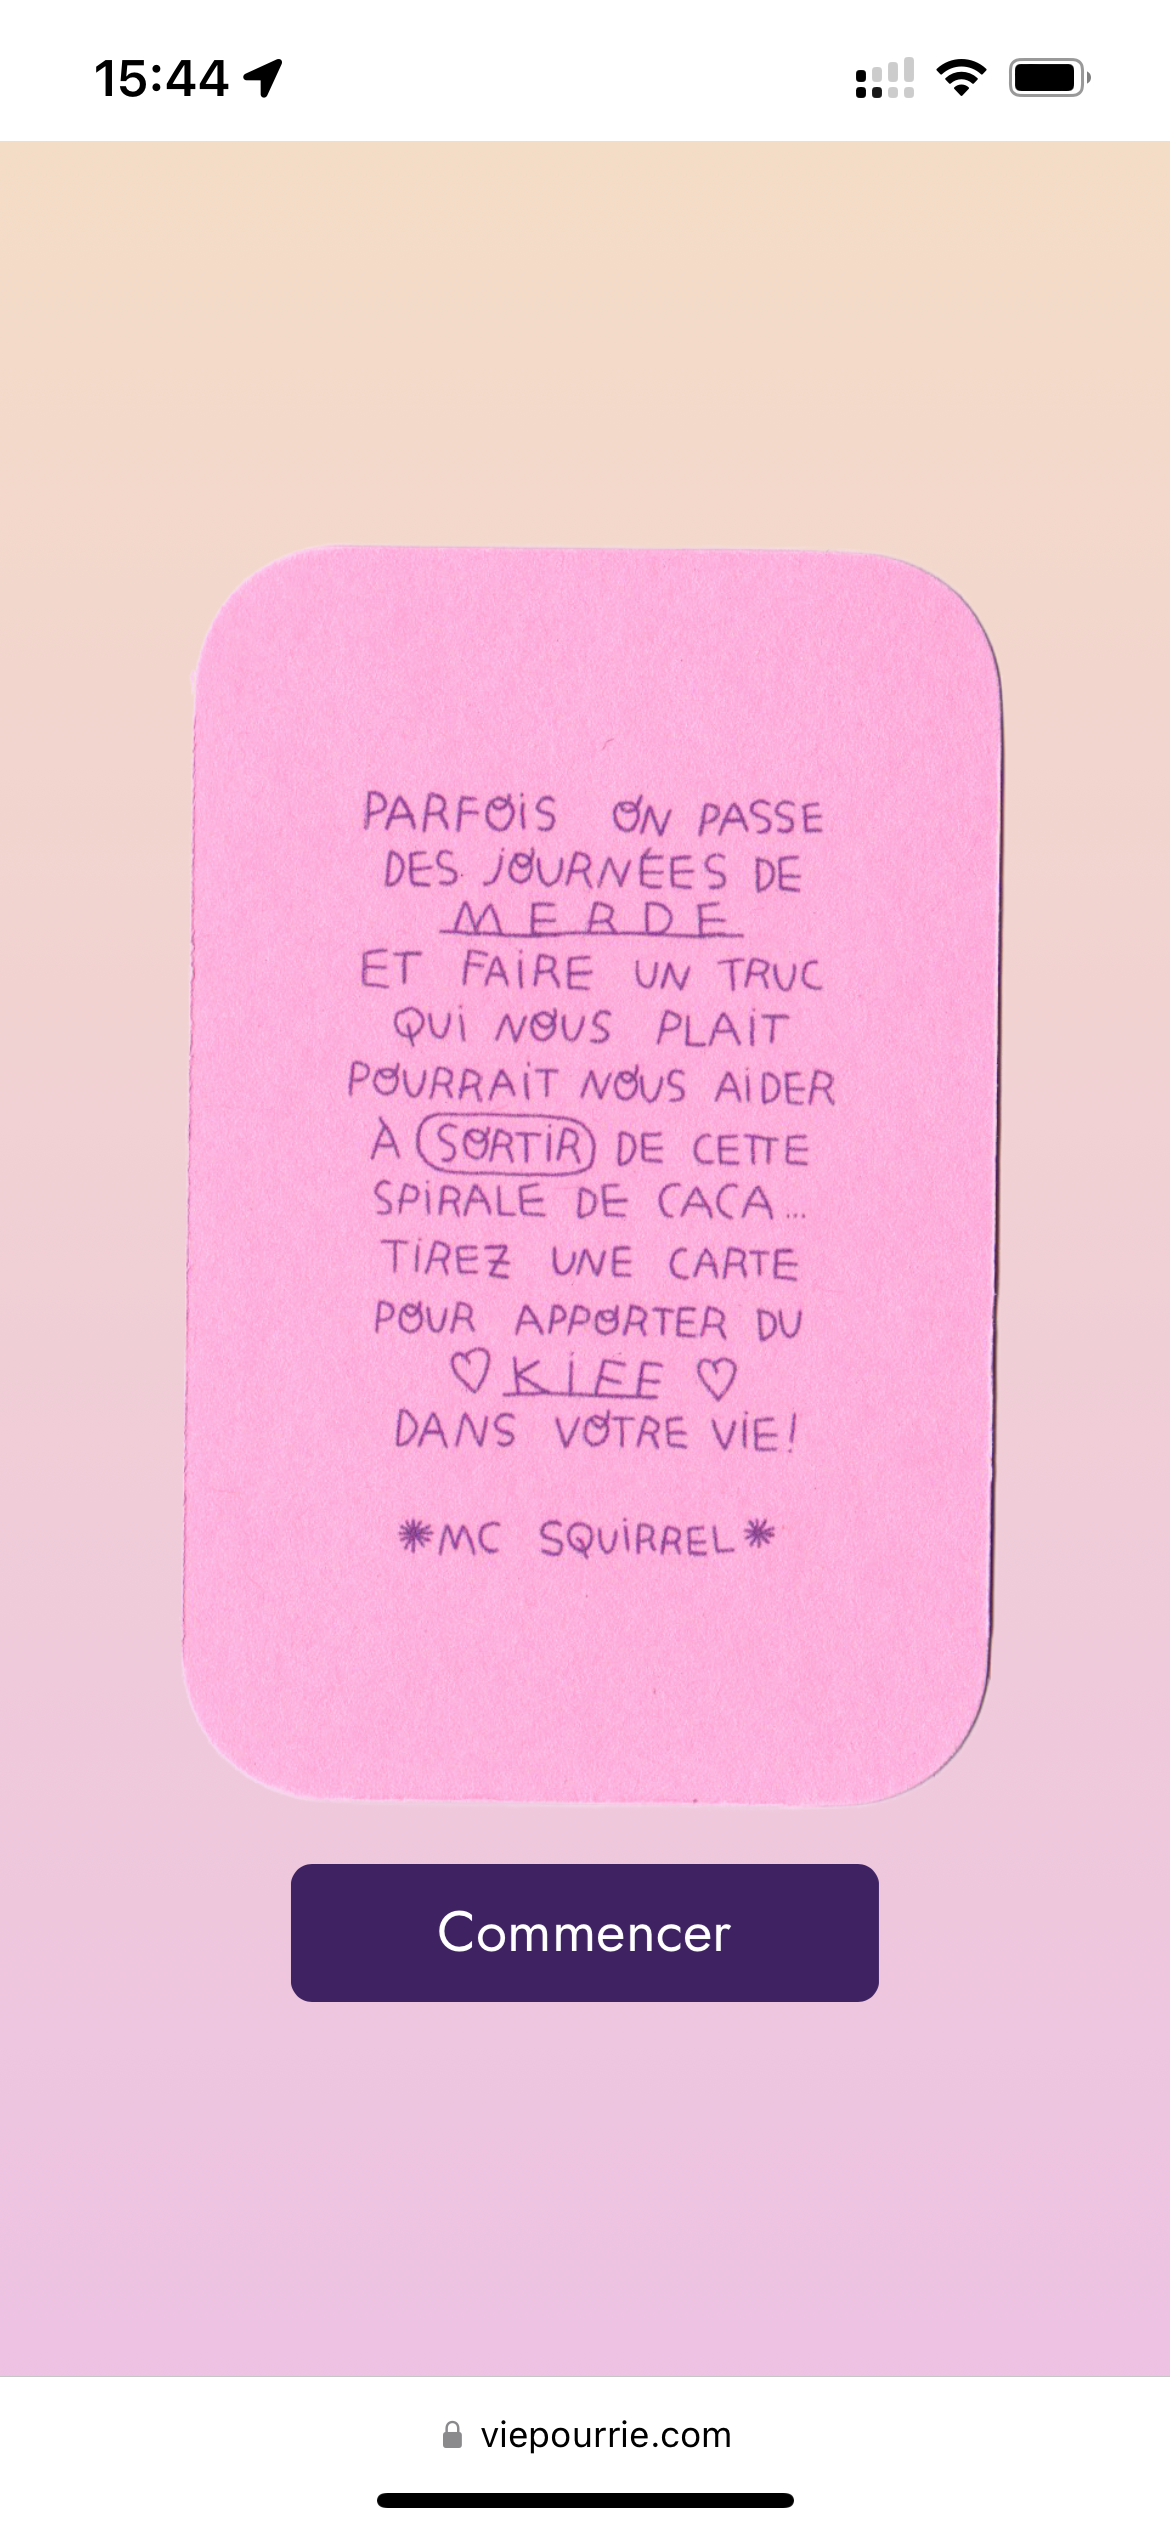 15:44
PARFOIS ON PASSE
DES JOURNÉES DE
MERDE
ET FAIRE UN TRUC
QUI NOUS PLAIT
POURRAIT NOUS AIDER
À SORTIR DE CETTE
SPIRALE DE CACA...
TIREZ UNE CARTE
POUR APPORTER DU
♡ KIFF ♡
DANS VOTRE VIE!
*MC SQUIRREL*
Commencer
viepourrie.com